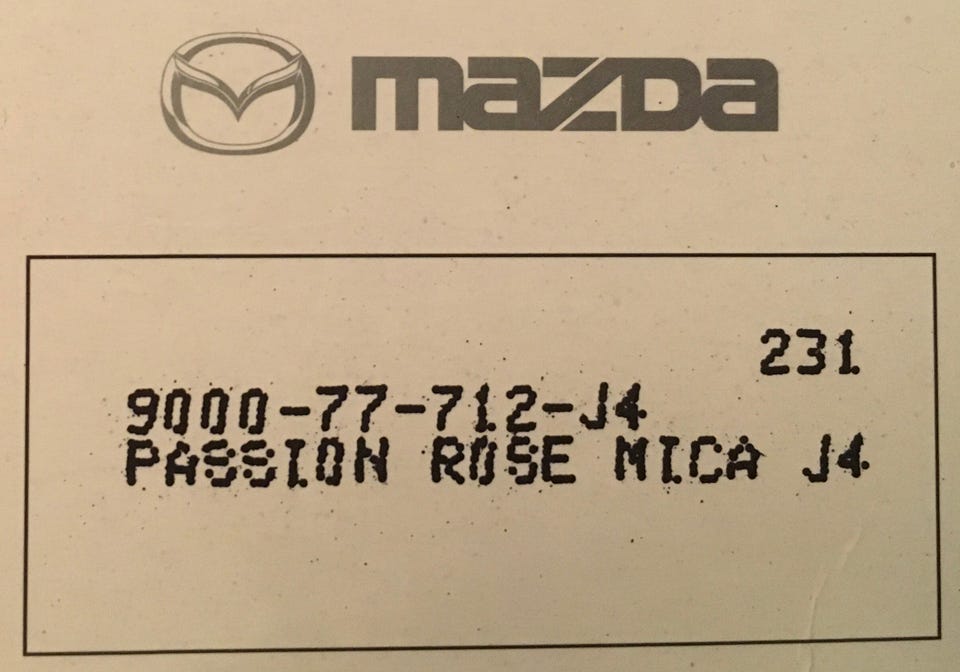 mazda
231
9000-77-712-J4
PASSION ROSE MICA J4